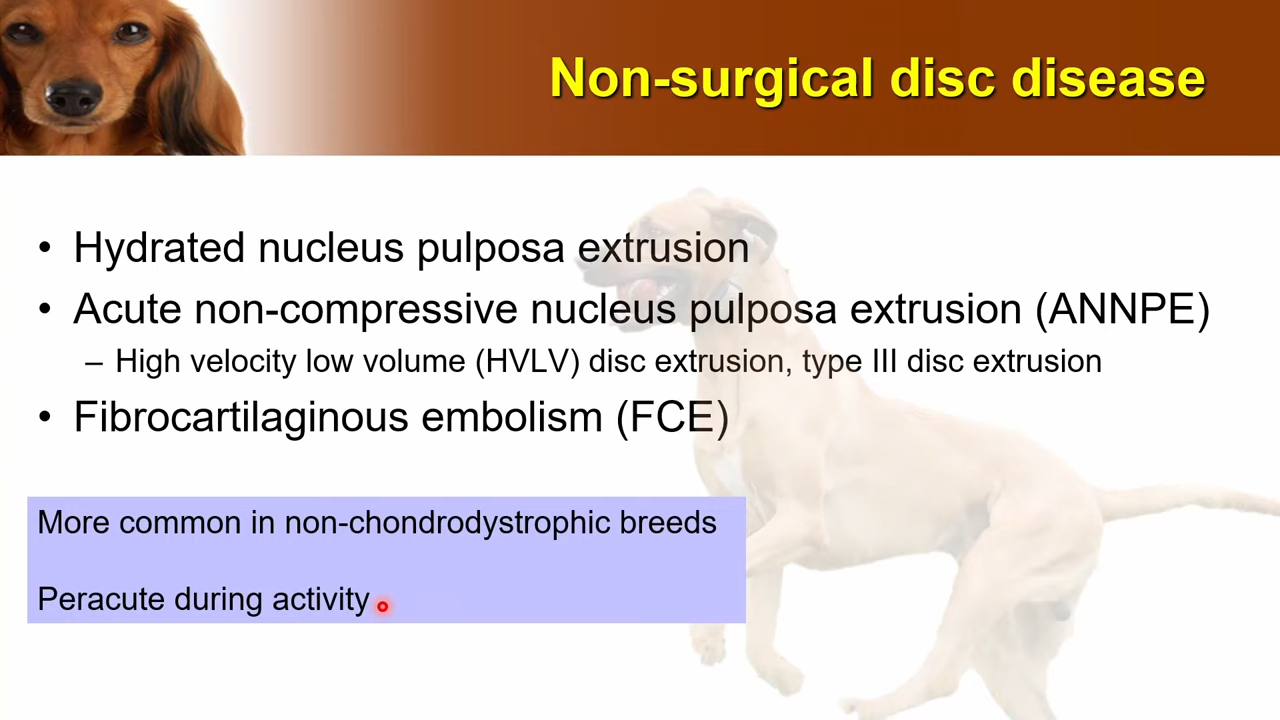 Non-surgical disc disease
• Hydrated nucleus pulposa extrusion
• Acute non-compressive nucleus pulposa extrusion (ANNPE)
– High velocity low volume (HVLV) disc extrusion, type III disc extrusion
• Fibrocartilaginous embolism (FCE)
More common in non-chondrodystrophic breeds
Peracute during activity